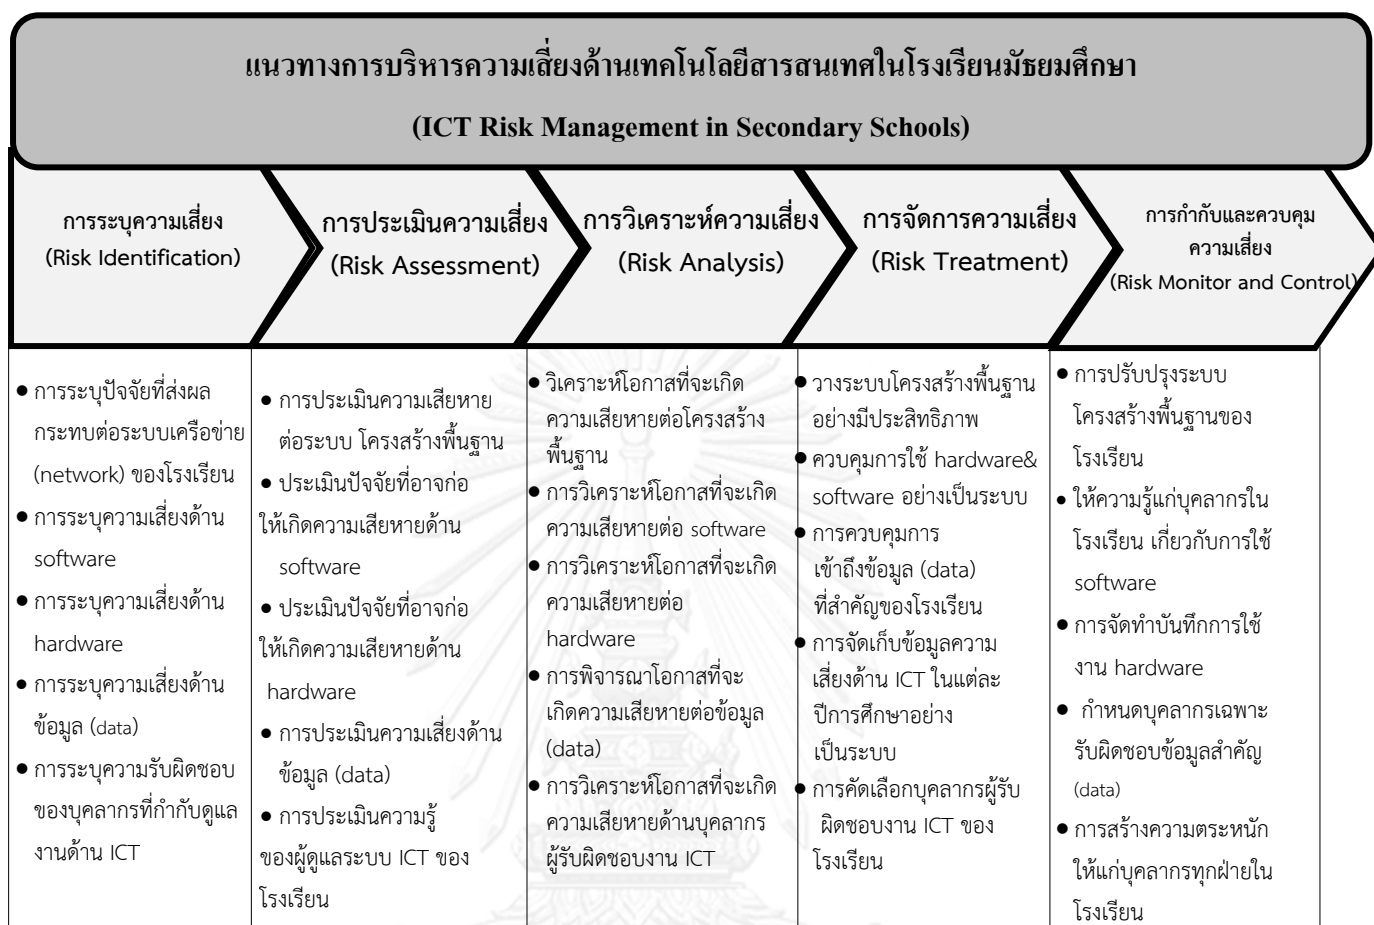 แนวทางการบริหารความเสี่ยงด้านเทคโนโลยีสารสนเทศในโรงเรียนมัธยมศึกษา
(ICT Risk Management in Secondary Schools)
การระบุความเสี่ยง
(Risk Identification)
การประเมินความเสี่ยง
(Risk Assessment)
การวิเคราะห์ความเสี่ยง
(Risk Analysis)
การจัดการความเสี่ยง
(Risk Treatment)
การกำกับและควบคุม
ความเสี่ยง
(Risk Monitor and Control)
● การระบุปัจจัยที่ส่งผล
กระทบต่อระบบเครือข่าย
(network) ของโรงเรียน
● การระบุความเสี่ยงด้าน
software
● การระบุความเสี่ยงด้าน
hardware
● การระบุความเสี่ยงด้าน
ข้อมูล (data)
● การระบุความรับผิดชอบ
ของบุคลากรที่กำกับดูแล
งานด้าน ICT
● การประเมินความเสียหาย
ต่อระบบ โครงสร้างพื้นฐาน
● ประเมินปัจจัยที่อาจก่อ
ให้เกิดความเสียหายด้าน
software
● ประเมินปัจจัยที่อาจก่อ
ให้เกิดความเสียหายด้าน
hardware
● การประเมินความเสี่ยงด้าน
ข้อมูล (data)
● การประเมินความรู้
ของผู้ดูแลระบบ ICT ของ
โรงเรียน
● วิเคราะห์โอกาสที่จะเกิด
ความเสียหายต่อโครงสร้าง
พื้นฐาน
● การวิเคราะห์โอกาสที่จะเกิด
ความเสียหายต่อ software
● การวิเคราะห์โอกาสที่จะเกิด
ความเสียหายต่อ
hardware
● การพิจารณาโอกาสที่จะ
เกิดความเสียหายต่อข้อมูล
(data)
● การวิเคราะห์โอกาสที่จะเกิด
ความเสียหายด้านบุคลากร
ผู้รับผิดชอบงาน ICT
● วางระบบโครงสร้างพื้นฐาน
อย่างมีประสิทธิภาพ
● ควบคุมการใช้ hardware&
software อย่างเป็นระบบ
● การควบคุมการ
เข้าถึงข้อมูล (data)
ที่สำคัญของโรงเรียน
● การจัดเก็บข้อมูลความ
เสี่ยงด้าน ICT ในแต่ละ
ปีการศึกษาอย่าง
เป็นระบบ
● การคัดเลือกบุคลากรผู้รับ
ผิดชอบงาน ICT ของ
โรงเรียน
● การปรับปรุงระบบ
โครงสร้างพื้นฐานของ
โรงเรียน
● ให้ความรู้แก่บุคลากรใน
โรงเรียน เกี่ยวกับการใช้
software
● การจัดทำบันทึกการใช้
งาน hardware
● กำหนดบุคลากรเฉพาะ
รับผิดชอบข้อมูลสำคัญ
(data)
● การสร้างความตระหนัก
ให้แก่บุคลากรทุกฝ่ายใน
โรงเรียน